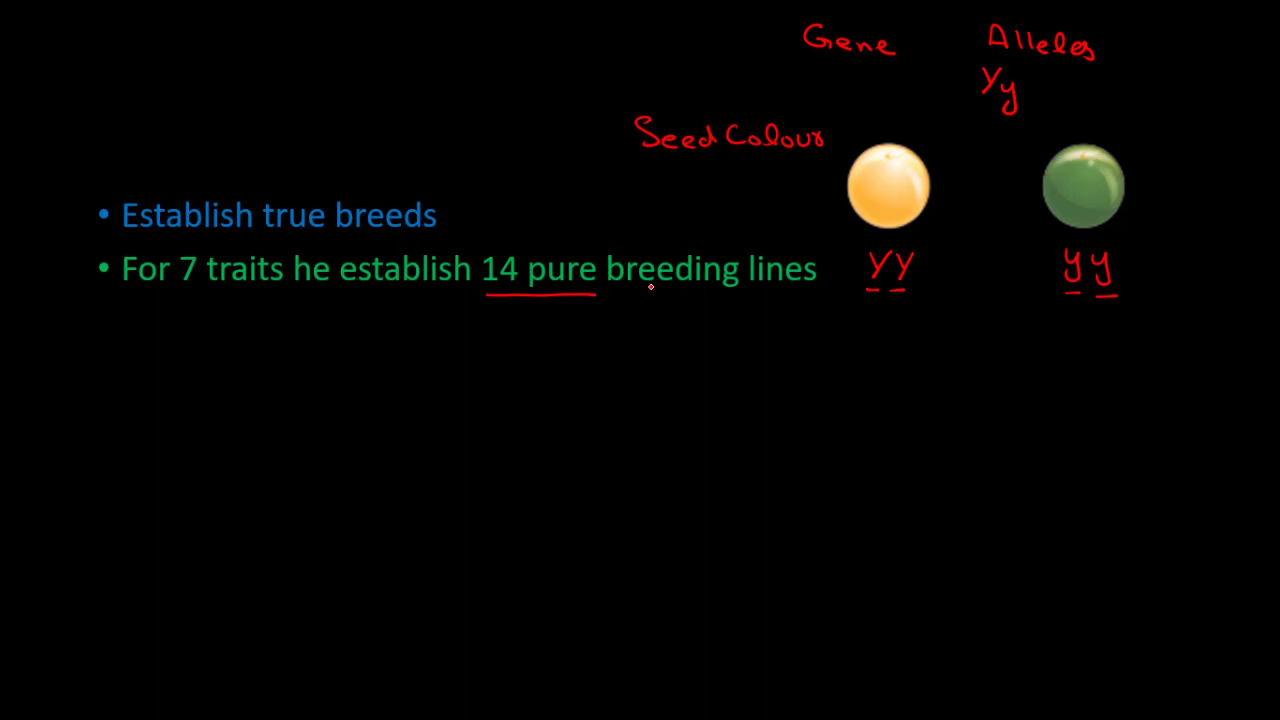 Gene Alleles
Yy
Seed Colour
• Establish true breeds
• For 7 traits he establish 14 pure breeding lines
YY yy